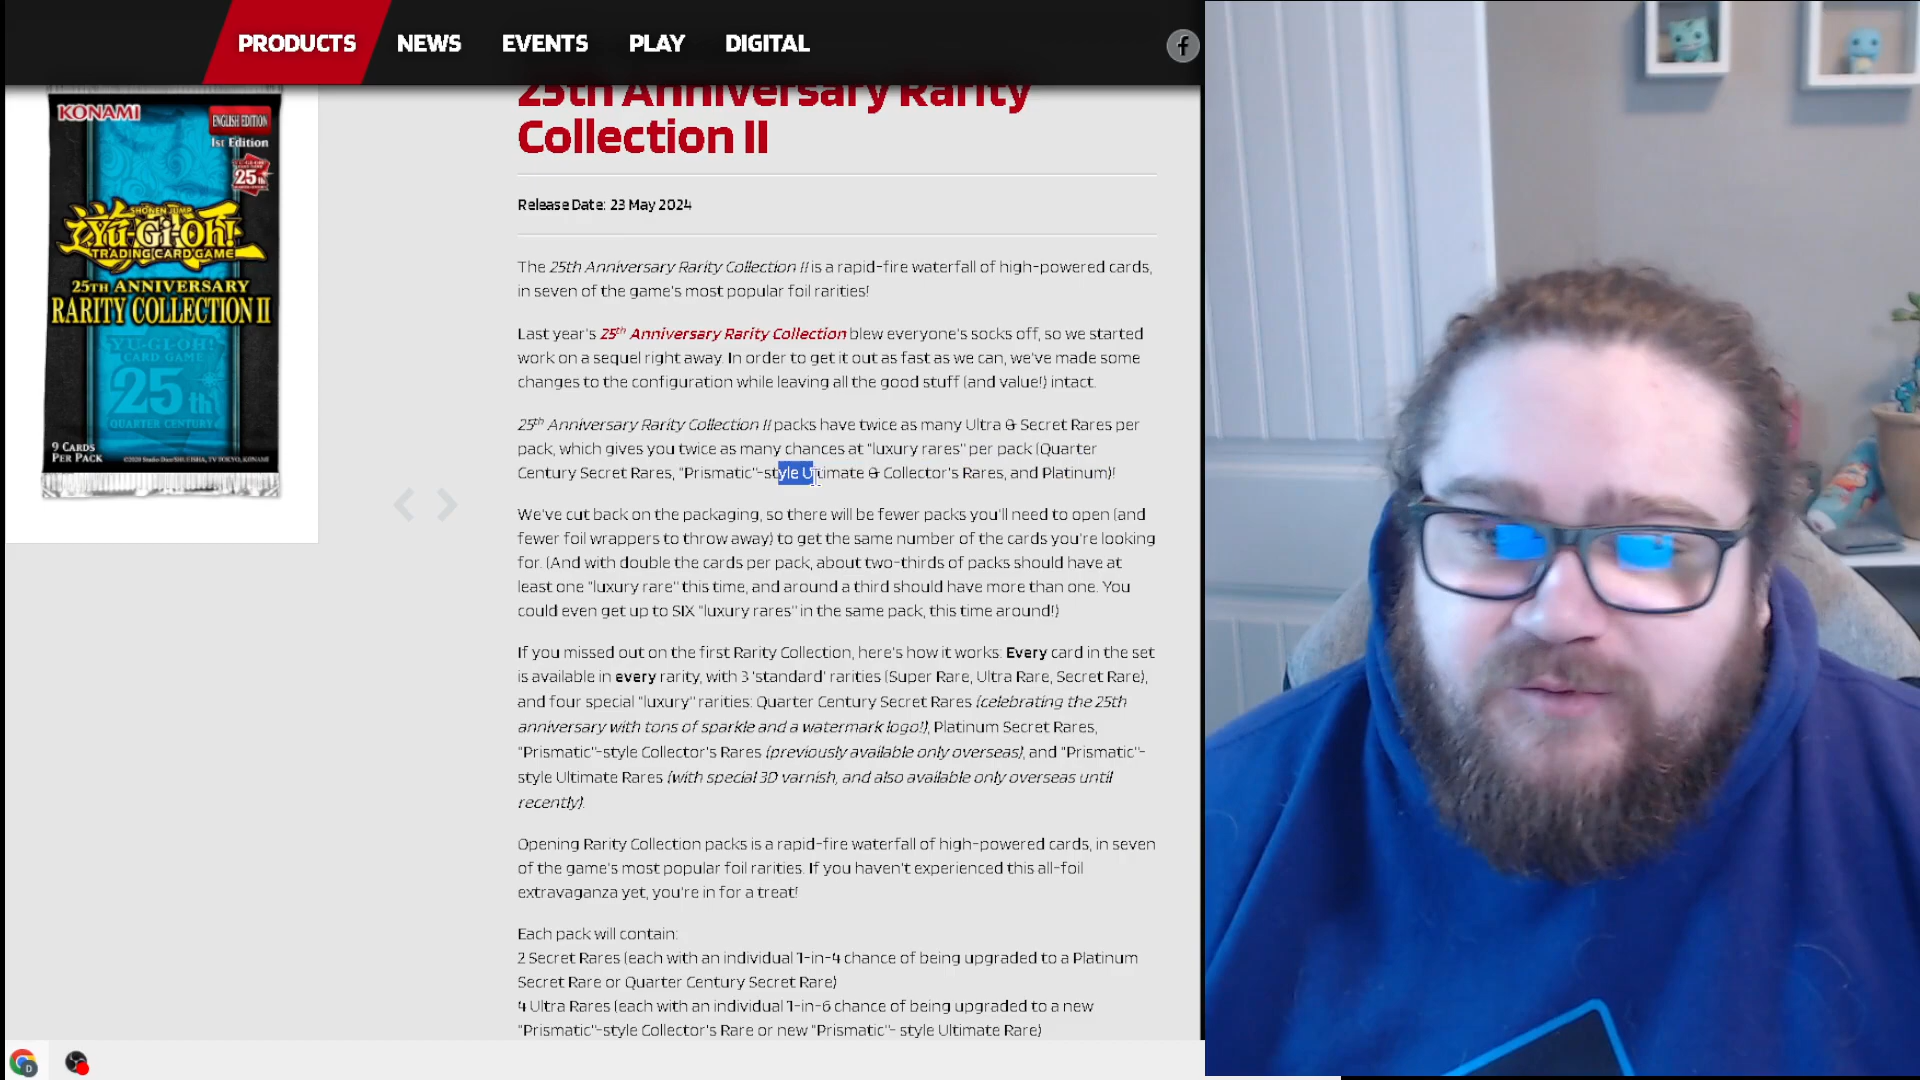 PRODUCTS NEWS EVENTS PLAY DIGITAL
KONAMI
ENGLISH EDITION
1st Edition
25th
SHONEN JUMP
Yu-Gi-Oh!
TRADING CARD GAME
25TH ANNIVERSARY
RARITY COLLECTION II
YU-GI-OH!
CARD GAME
25th
QUARTER CENTURY
9 CARDS
PER PACK
25th Anniversary Rarity
Collection II
Release Date: 23 May 2024
The 25th Anniversary Rarity Collection II is a rapid-fire waterfall of high-powered cards,
in seven of the game's most popular foil rarities!
Last year's 25th Anniversary Rarity Collection blew everyone's socks off, so we started
work on a sequel right away. In order to get it out as fast as we can, we've made some
changes to the configuration while leaving all the good stuff (and value!) intact.
25th Anniversary Rarity Collection II packs have twice as many Ultra & Secret Rares per
pack, which gives you twice as many chances at "luxury rares" per pack (Quarter
Century Secret Rares, "Prismatic"-style Ultimate & Collector's Rares, and Platinum)!
We've cut back on the packaging, so there will be fewer packs you'll need to open (and
fewer foil wrappers to throw away) to get the same number of the cards you're looking
for. (And with double the cards per pack, about two-thirds of packs should have at
least one "luxury rare" this time, and around a third should have more than one. You
could even get up to SIX "luxury rares" in the same pack, this time around!)
If you missed out on the first Rarity Collection, here's how it works: Every card in the set
is available in every rarity, with 3 'standard' rarities (Super Rare, Ultra Rare, Secret Rare),
and four special "luxury" rarities: Quarter Century Secret Rares (celebrating the 25th
anniversary with tons of sparkle and a watermark logo!), Platinum Secret Rares,
"Prismatic"-style Collector's Rares (previously available only overseas), and "Prismatic"-
style Ultimate Rares (with special 3D varnish, and also available only overseas until
recently).
Opening Rarity Collection packs is a rapid-fire waterfall of high-powered cards, in seven
of the game's most popular foil rarities. If you haven't experienced this all-foil
extravaganza yet, you're in for a treat!
Each pack will contain:
2 Secret Rares (each with an individual 1-in-4 chance of being upgraded to a Platinum
Secret Rare or Quarter Century Secret Rare)
4 Ultra Rares (each with an individual 1-in-6 chance of being upgraded to a new
"Prismatic"-style Collector's Rare or new "Prismatic"- style Ultimate Rare)